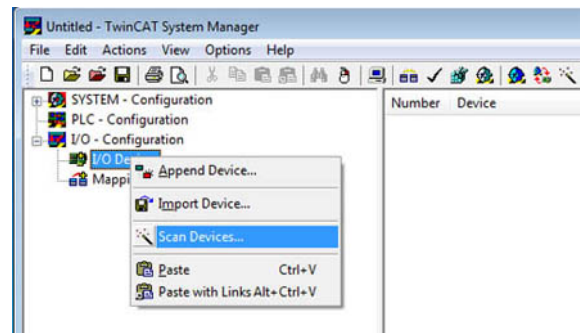 Untitled - TwinCAT System Manager
File Edit Actions View Options Help
SYSTEM - Configuration
PLC - Configuration
I/O - Configuration
I/O De
Mappi
Number Device
Append Device...
Import Device...
Scan Devices...
Paste Ctrl+V
Paste with Links Alt+Ctrl+V